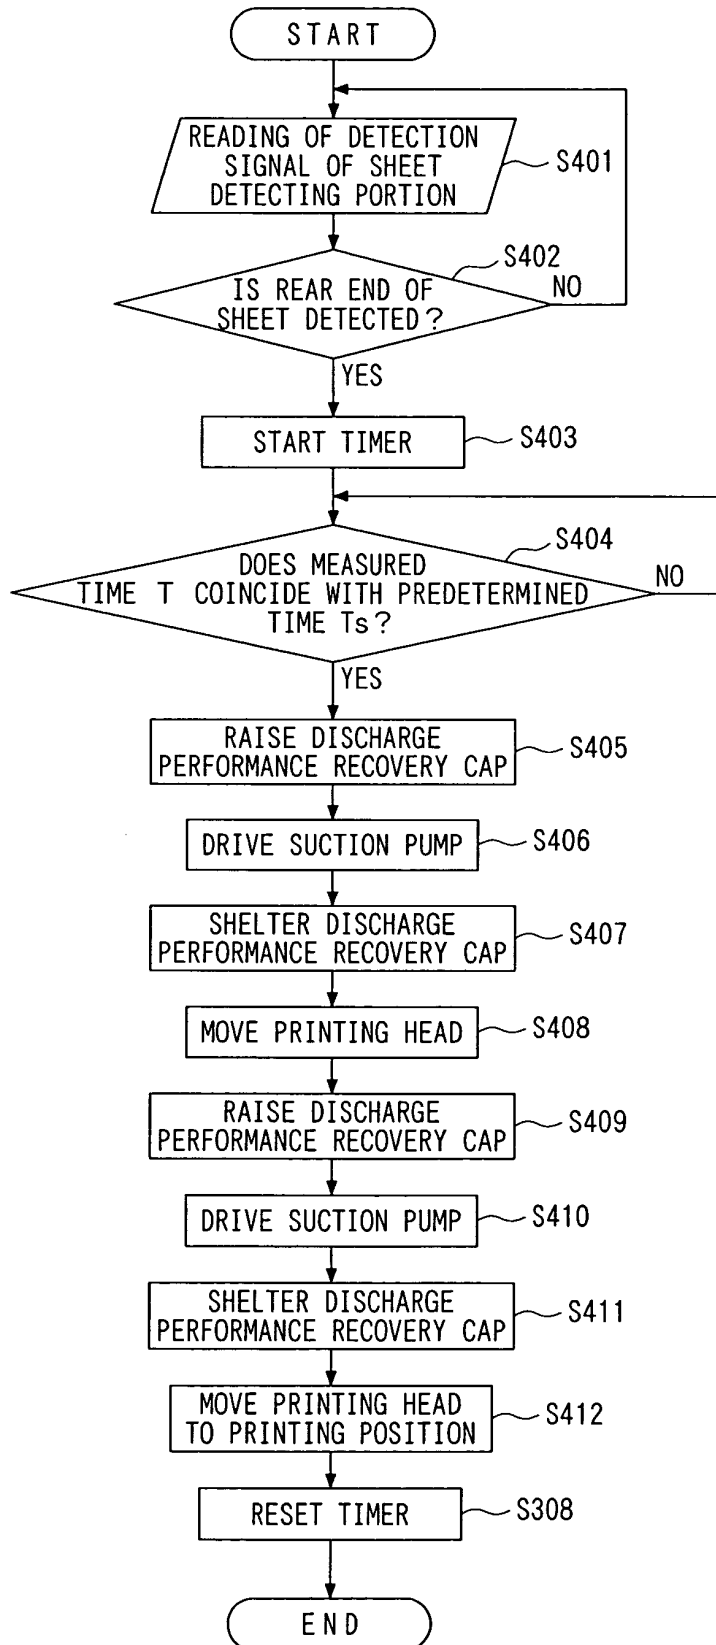 START
READING OF DETECTION
SIGNAL OF SHEET
DETECTING PORTION
S401
S402
IS REAR END OF
SHEET DETECTED?
NO
YES
START TIMER
S403
S404
DOES MEASURED
TIME T COINCIDE WITH PREDETERMINED
TIME Ts?
NO
YES
RAISE DISCHARGE
PERFORMANCE RECOVERY CAP
S405
DRIVE SUCTION PUMP
S406
SHELTER DISCHARGE
PERFORMANCE RECOVERY CAP
S407
MOVE PRINTING HEAD
S408
RAISE DISCHARGE
PERFORMANCE RECOVERY CAP
S409
DRIVE SUCTION PUMP
S410
SHELTER DISCHARGE
PERFORMANCE RECOVERY CAP
S411
MOVE PRINTING HEAD
TO PRINTING POSITION
S412
RESET TIMER
S308
END